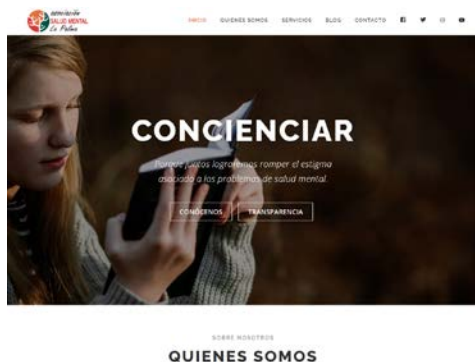 asociación
SALUD MENTAL
La Palma
INICIO QUIENES SOMOS SERVICIOS BLOG CONTACTO
CONCIENCIAR
Porque juntos lograremos romper el estigma
asociado a los problemas de salud mental.
CONÓCENOS TRANSPARENCIA
SOBRE NOSOTROS
QUIENES SOMOS